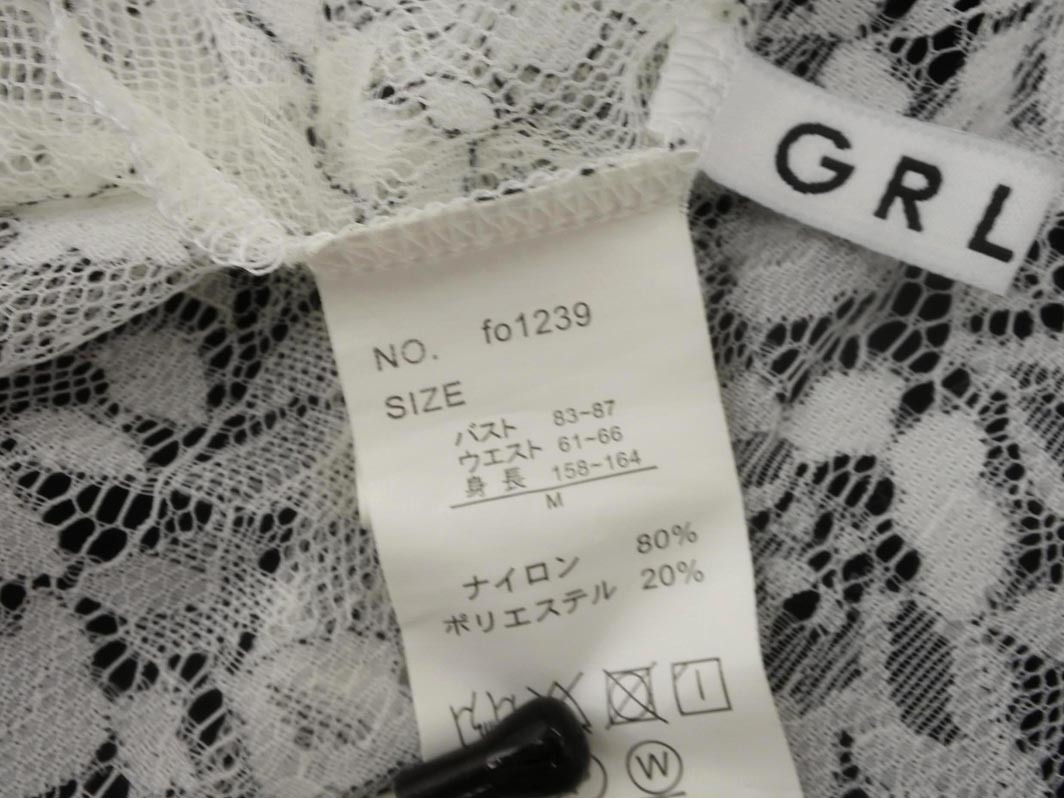 GRL
NO. fo1239
SIZE
バスト 83~87
ウエスト 61~66
身長 158~164
M
ナイロン 80%
ポリエステル 20%
W